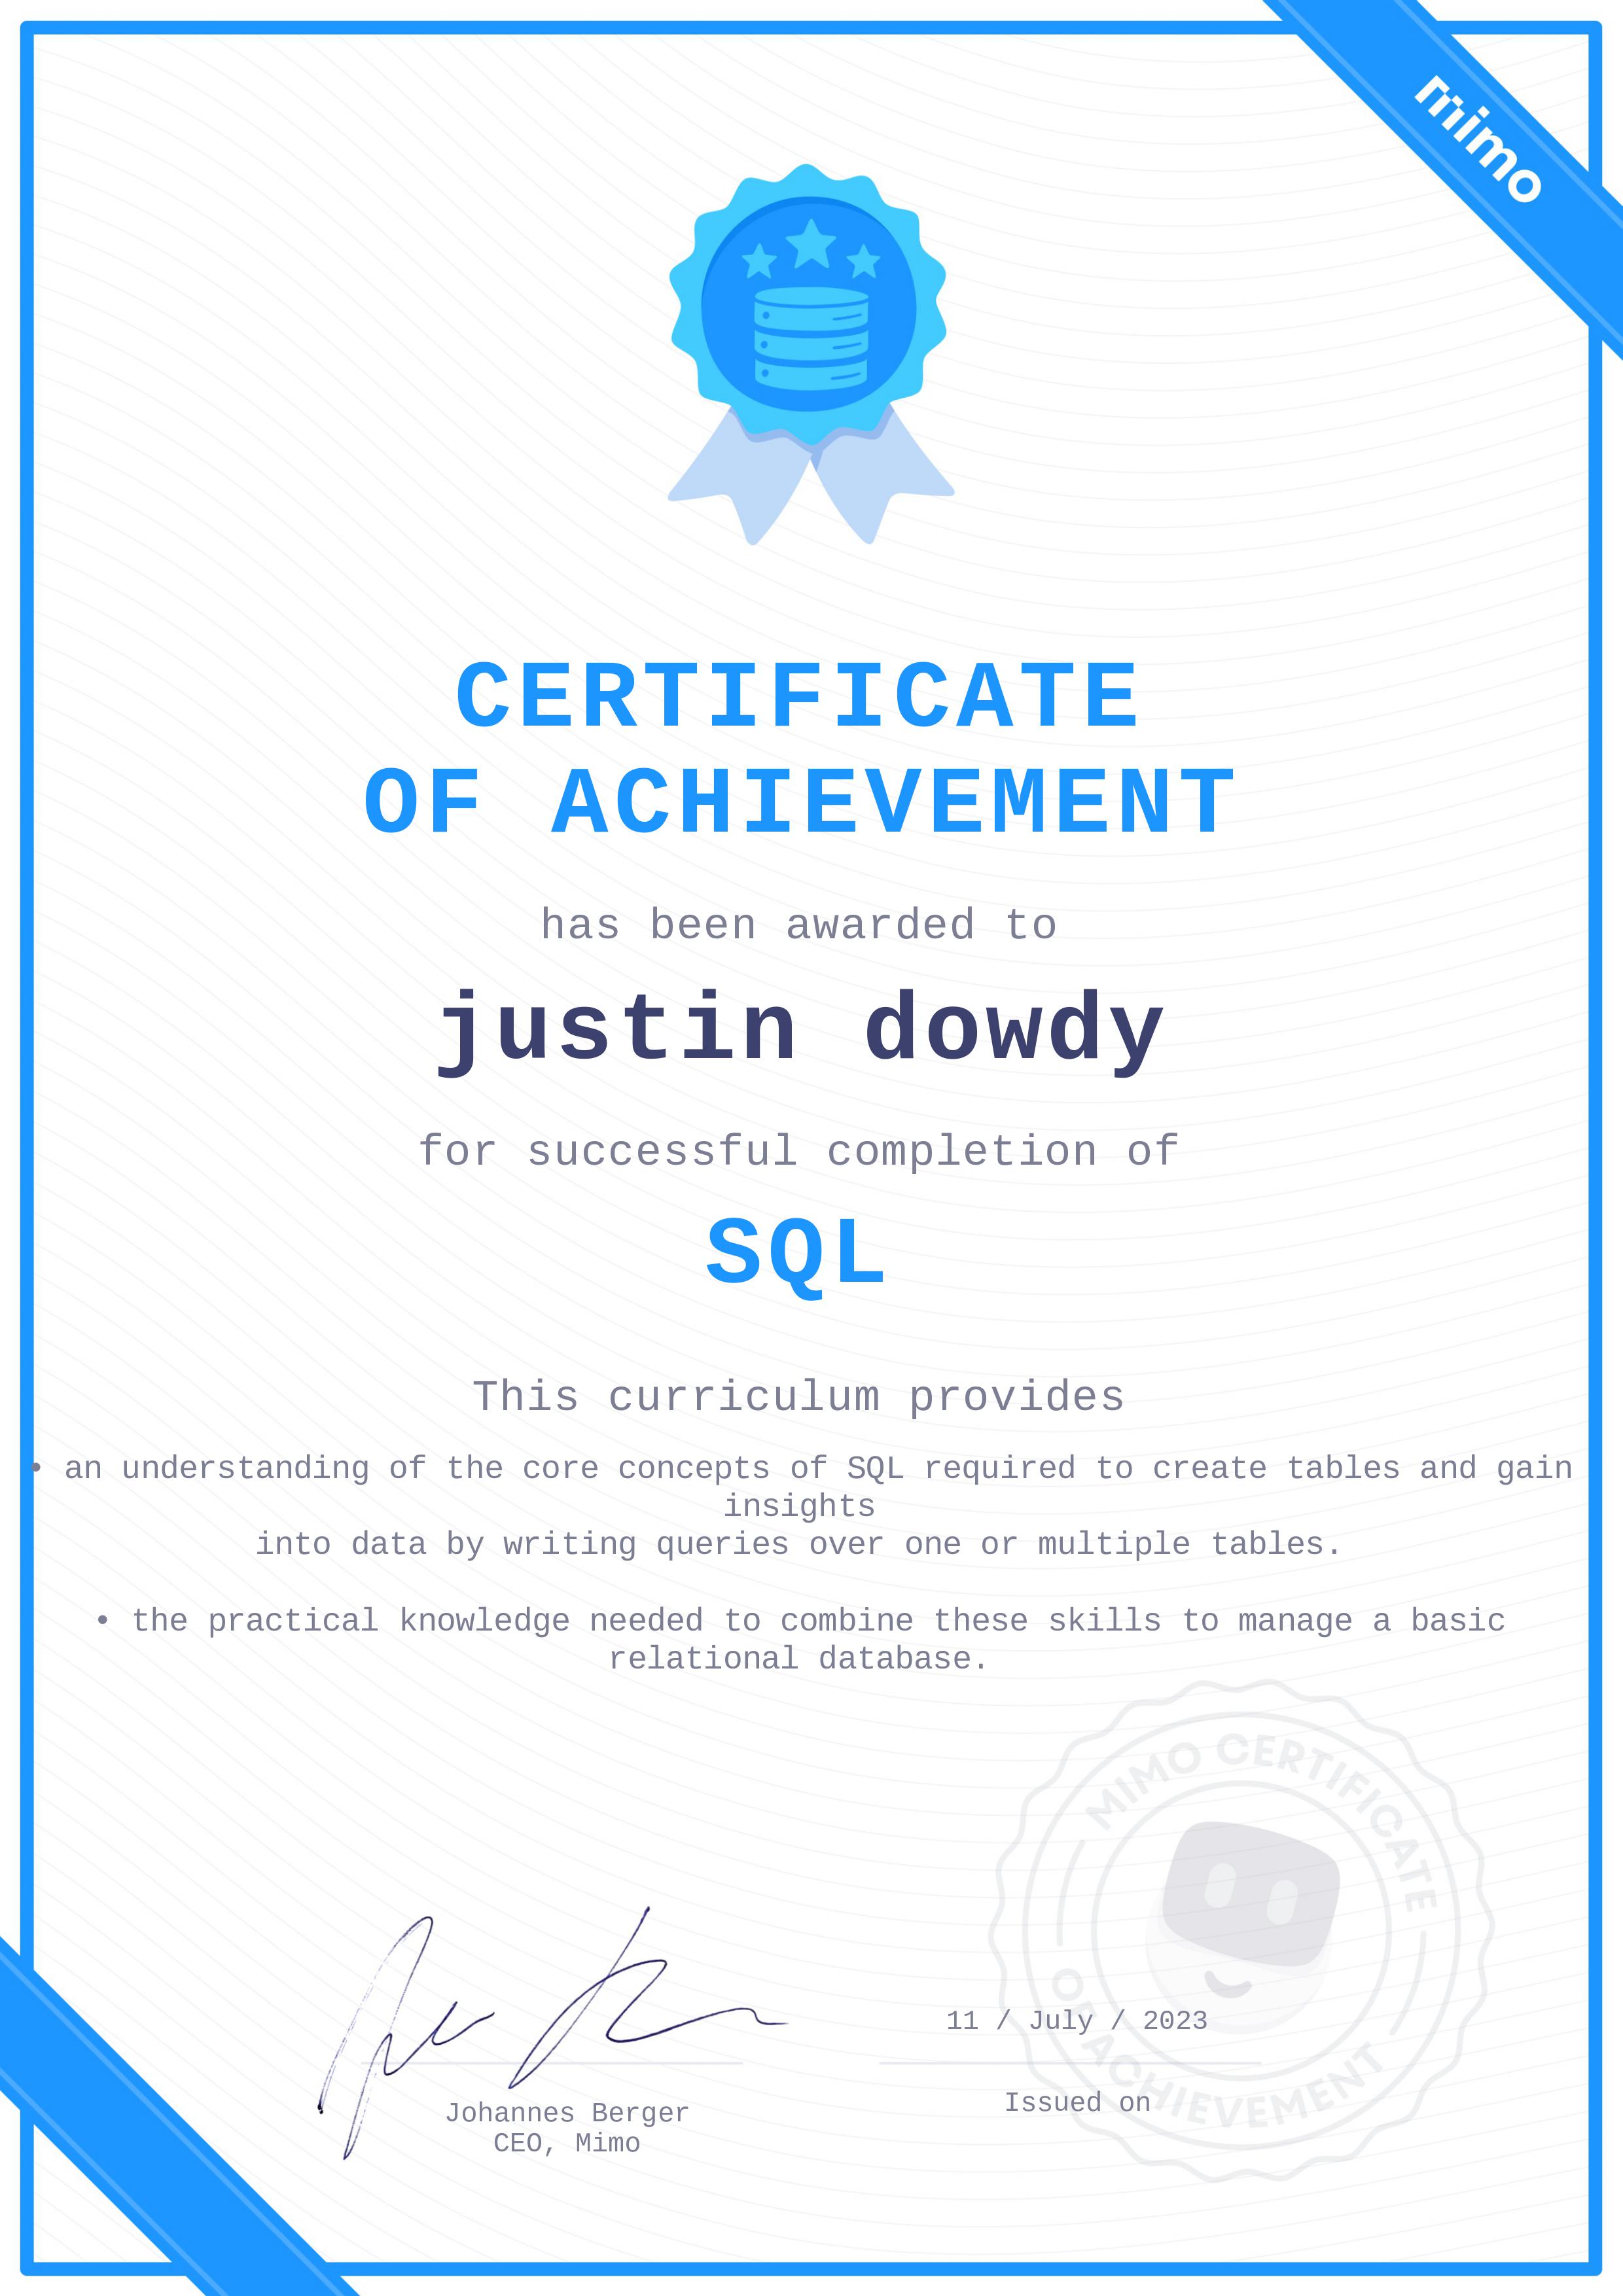 mimo
CERTIFICATE
OF ACHIEVEMENT
has been awarded to
justin dowdy
for successful completion of
SQL
This curriculum provides
• an understanding of the core concepts of SQL required to create tables and gain
insights
into data by writing queries over one or multiple tables.
• the practical knowledge needed to combine these skills to manage a basic
relational database.
MIMO CERTIFICATE
OF ACHIEVEMENT
11 / July / 2023
Issued on
Johannes Berger
CEO, Mimo